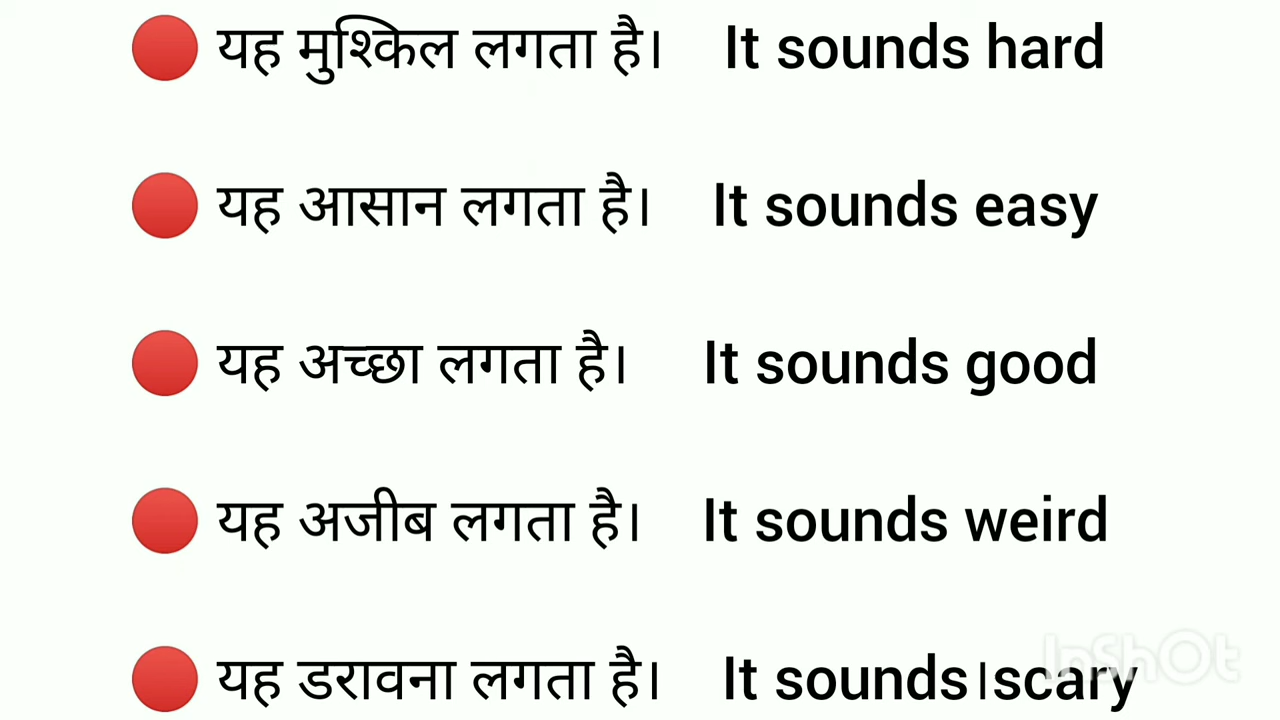 🔴 यह मुश्किल लगता है। It sounds hard
🔴 यह आसान लगता है। It sounds easy
🔴 यह अच्छा लगता है। It sounds good
🔴 यह अजीब लगता है। It sounds weird
🔴 यह डरावना लगता है। It sounds।scary
InShOt